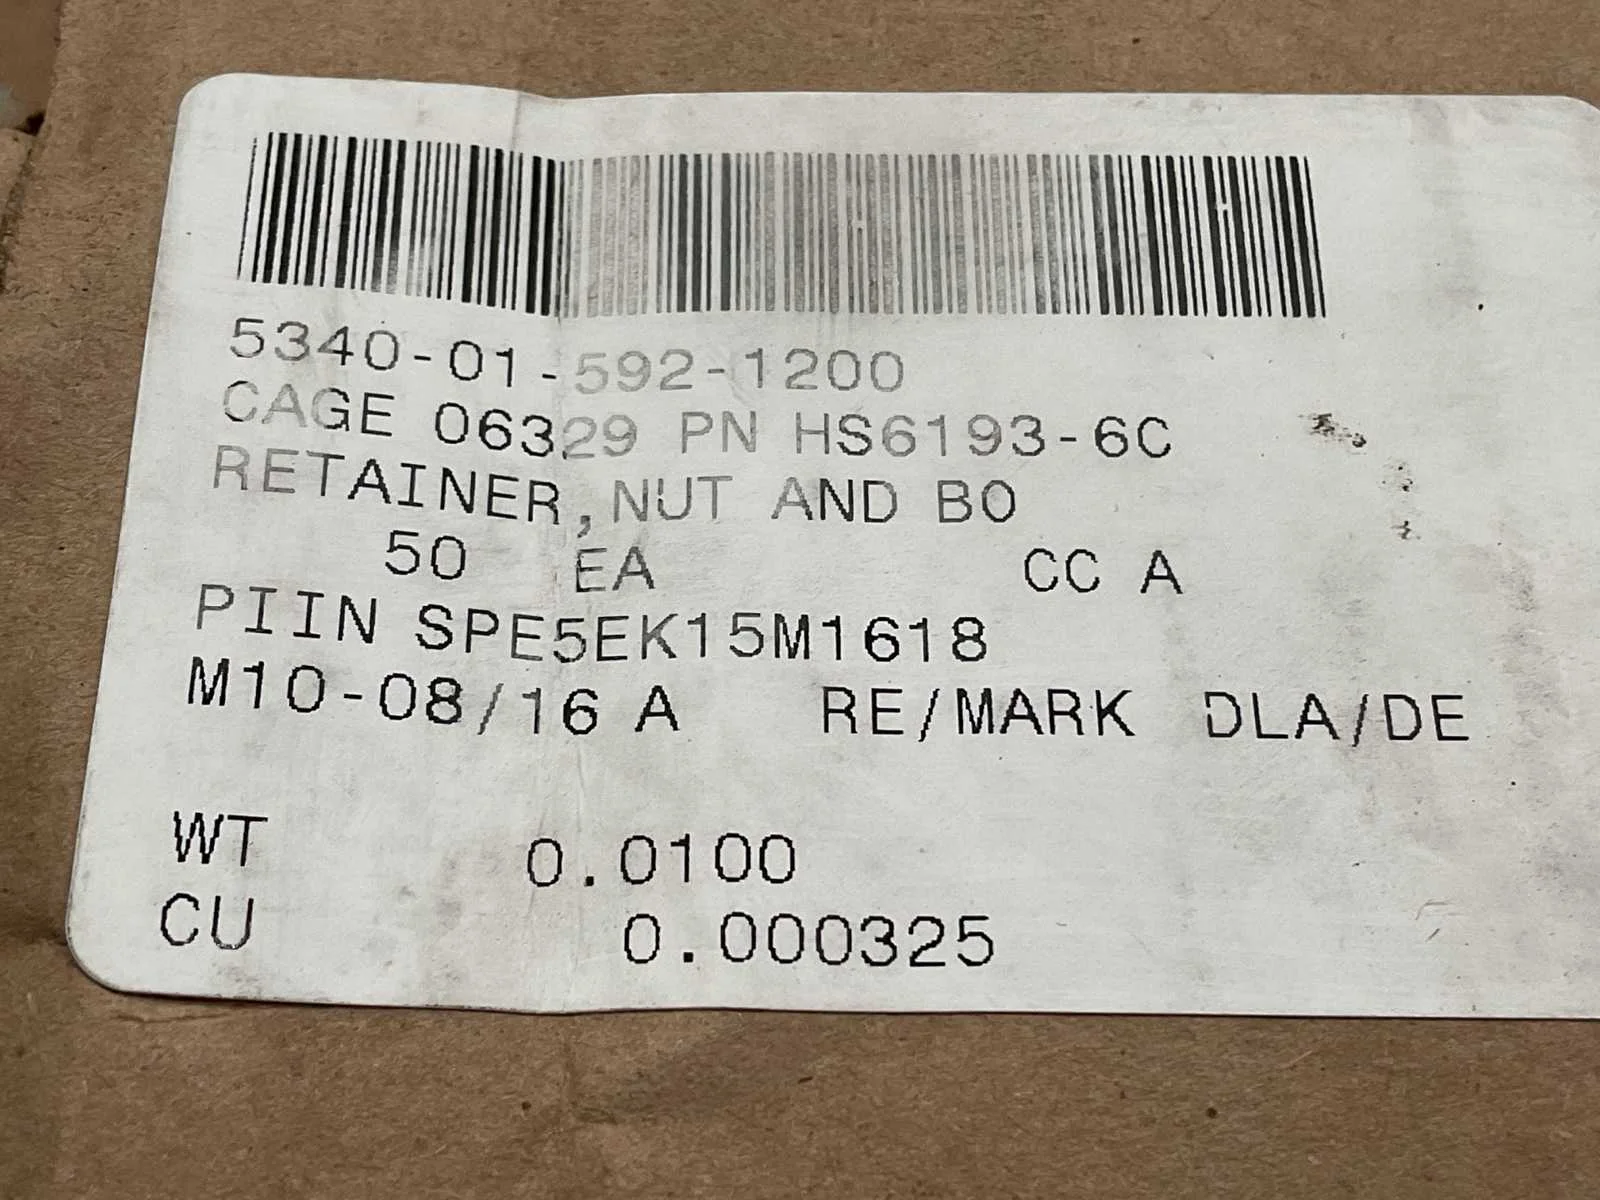 5340-01-592-1200
CAGE 06329 PN HS6193-6C
RETAINER,NUT AND BO
50 EA CC A
PIIN SPE5EK15M1618
M10-08/16 A RE/MARK DLA/DE
WT 0.0100
CU 0.000325